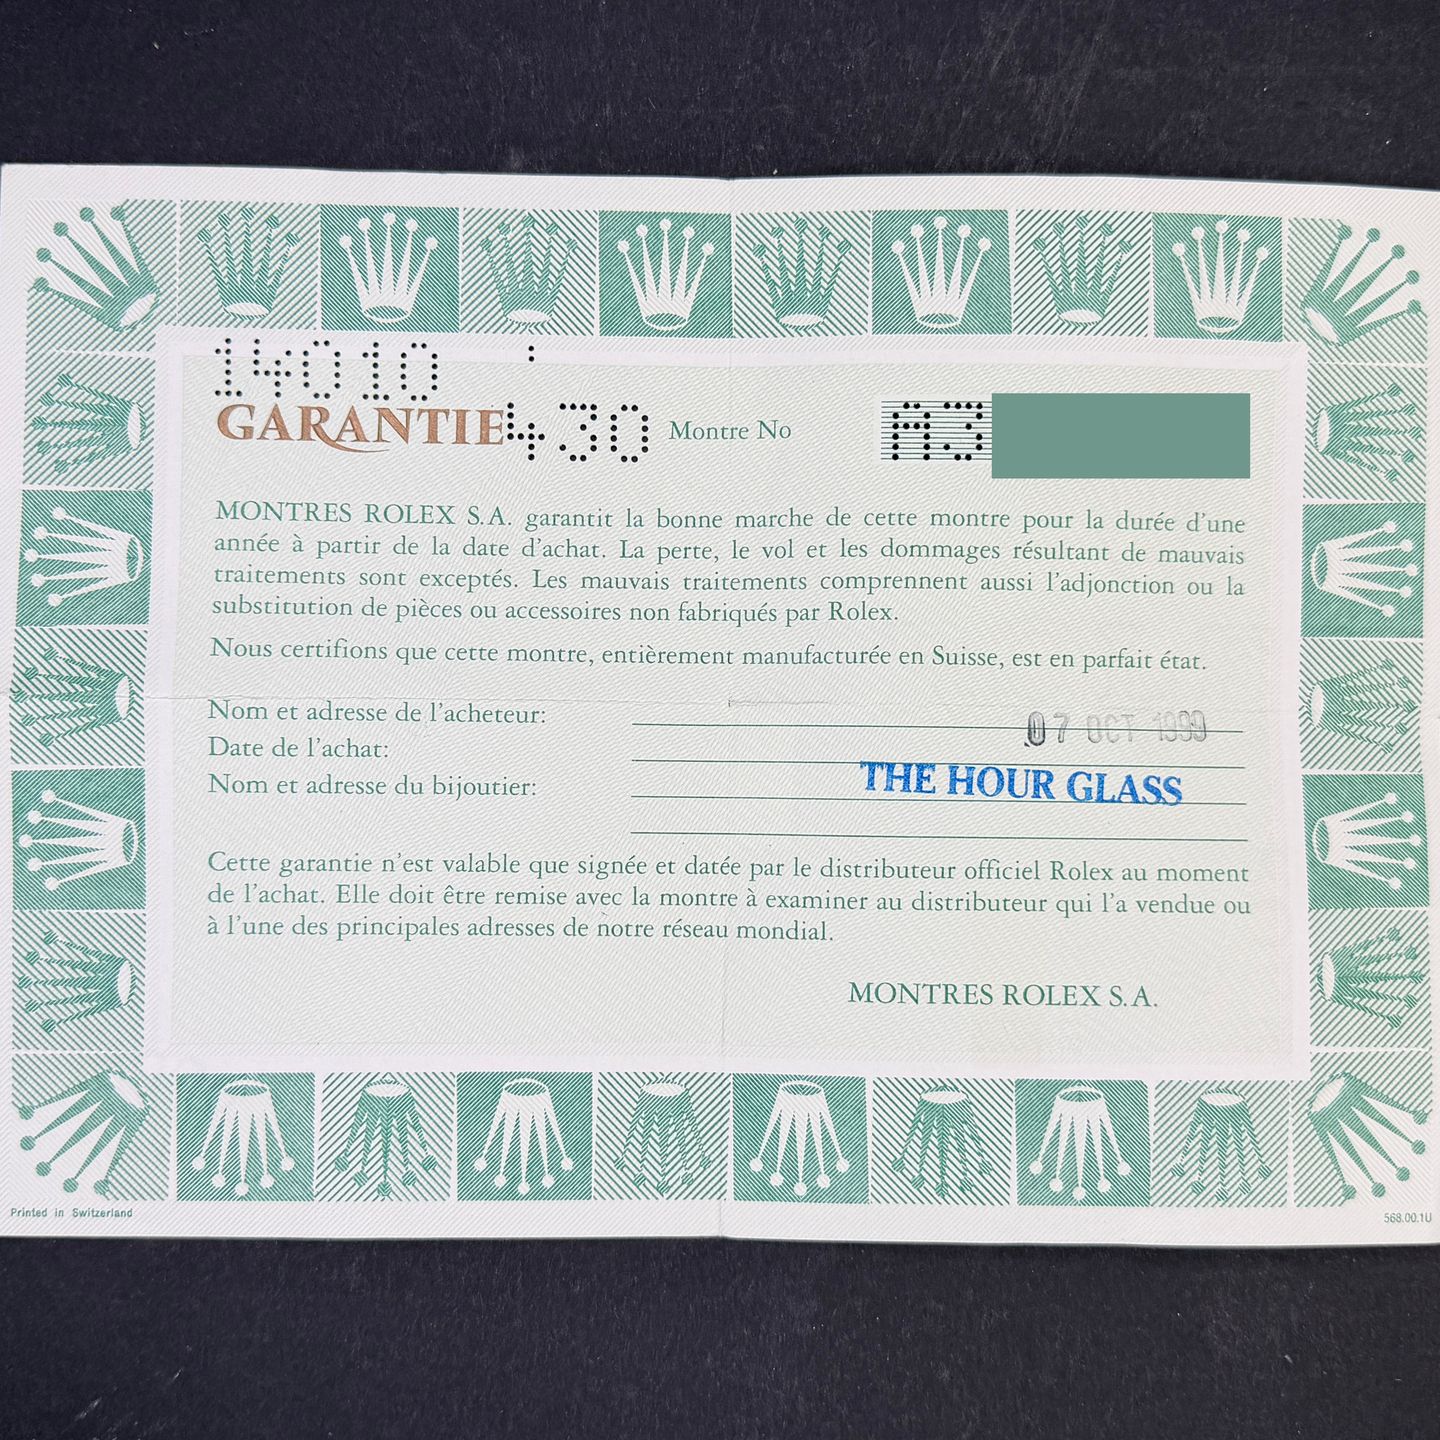 14010
GARANTIE 430 Montre No A3
MONTRES ROLEX S.A. garantit la bonne marche de cette montre pour la durée d'une
année à partir de la date d'achat. La perte, le vol et les dommages résultant de mauvais
traitements sont exceptés. Les mauvais traitements comprennent aussi l'adjonction ou la
substitution de pièces ou accessoires non fabriqués par Rolex.
Nous certifions que cette montre, entièrement manufacturée en Suisse, est en parfait état.
Nom et adresse de l'acheteur:
07 OCT 1999
Date de l'achat:
THE HOUR GLASS
Nom et adresse du bijoutier:
Cette garantie n'est valable que signée et datée par le distributeur officiel Rolex au moment
de l'achat. Elle doit être remise avec la montre à examiner au distributeur qui l'a vendue ou
à l'une des principales adresses de notre réseau mondial.
MONTRES ROLEX S.A.
Printed in Switzerland
568.00.1U